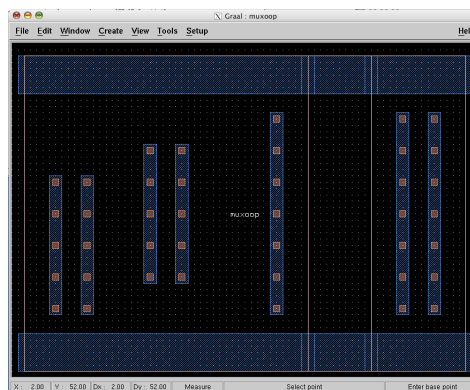 X Graal : muxoop
File Edit Window Create View Tools Setup Hel
muxoop
X : 2.00 Y : 52.00 Dx : 2.00 Dy : 52.00 Measure Select point Enter base point